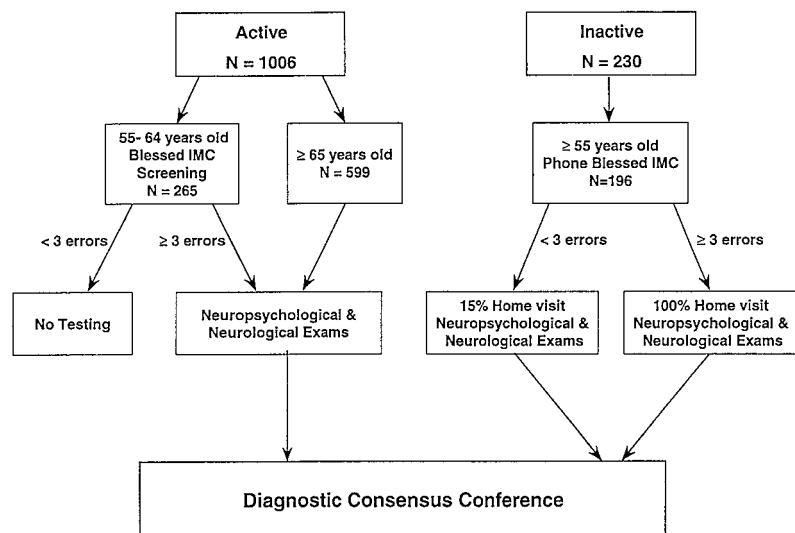 Active
N = 1006
Inactive
N = 230
55- 64 years old
Blessed IMC
Screening
N = 265
≥ 65 years old
N = 599
≥ 55 years old
Phone Blessed IMC
N=196
< 3 errors
≥ 3 errors
< 3 errors
≥ 3 errors
No Testing
Neuropsychological &
Neurological Exams
15% Home visit
Neuropsychological &
Neurological Exams
100% Home visit
Neuropsychological &
Neurological Exams
Diagnostic Consensus Conference